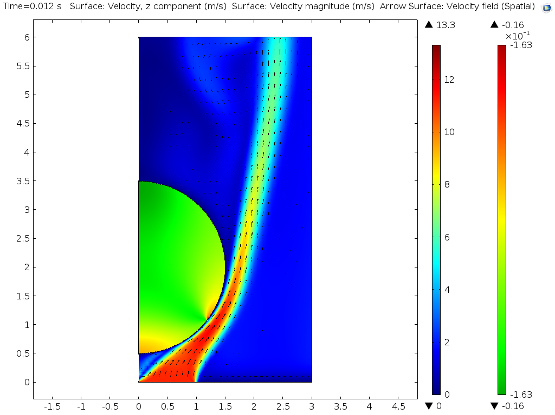 Time=0.012 s   Surface: Velocity, z component (m/s)  Surface: Velocity magnitude (m/s)  Arrow Surface: Velocity field (Spatial)
▲ 13.3   ▲ -0.16
×10⁻¹
6   -1.63
5.5
5   12
4.5
4   10
3.5
3   8
2.5
2   6
1.5   4
1
0.5   2
0   0   -1.63
▼ 0   ▼ -0.16
-1.5 -1 -0.5 0 0.5 1 1.5 2 2.5 3 3.5 4 4.5